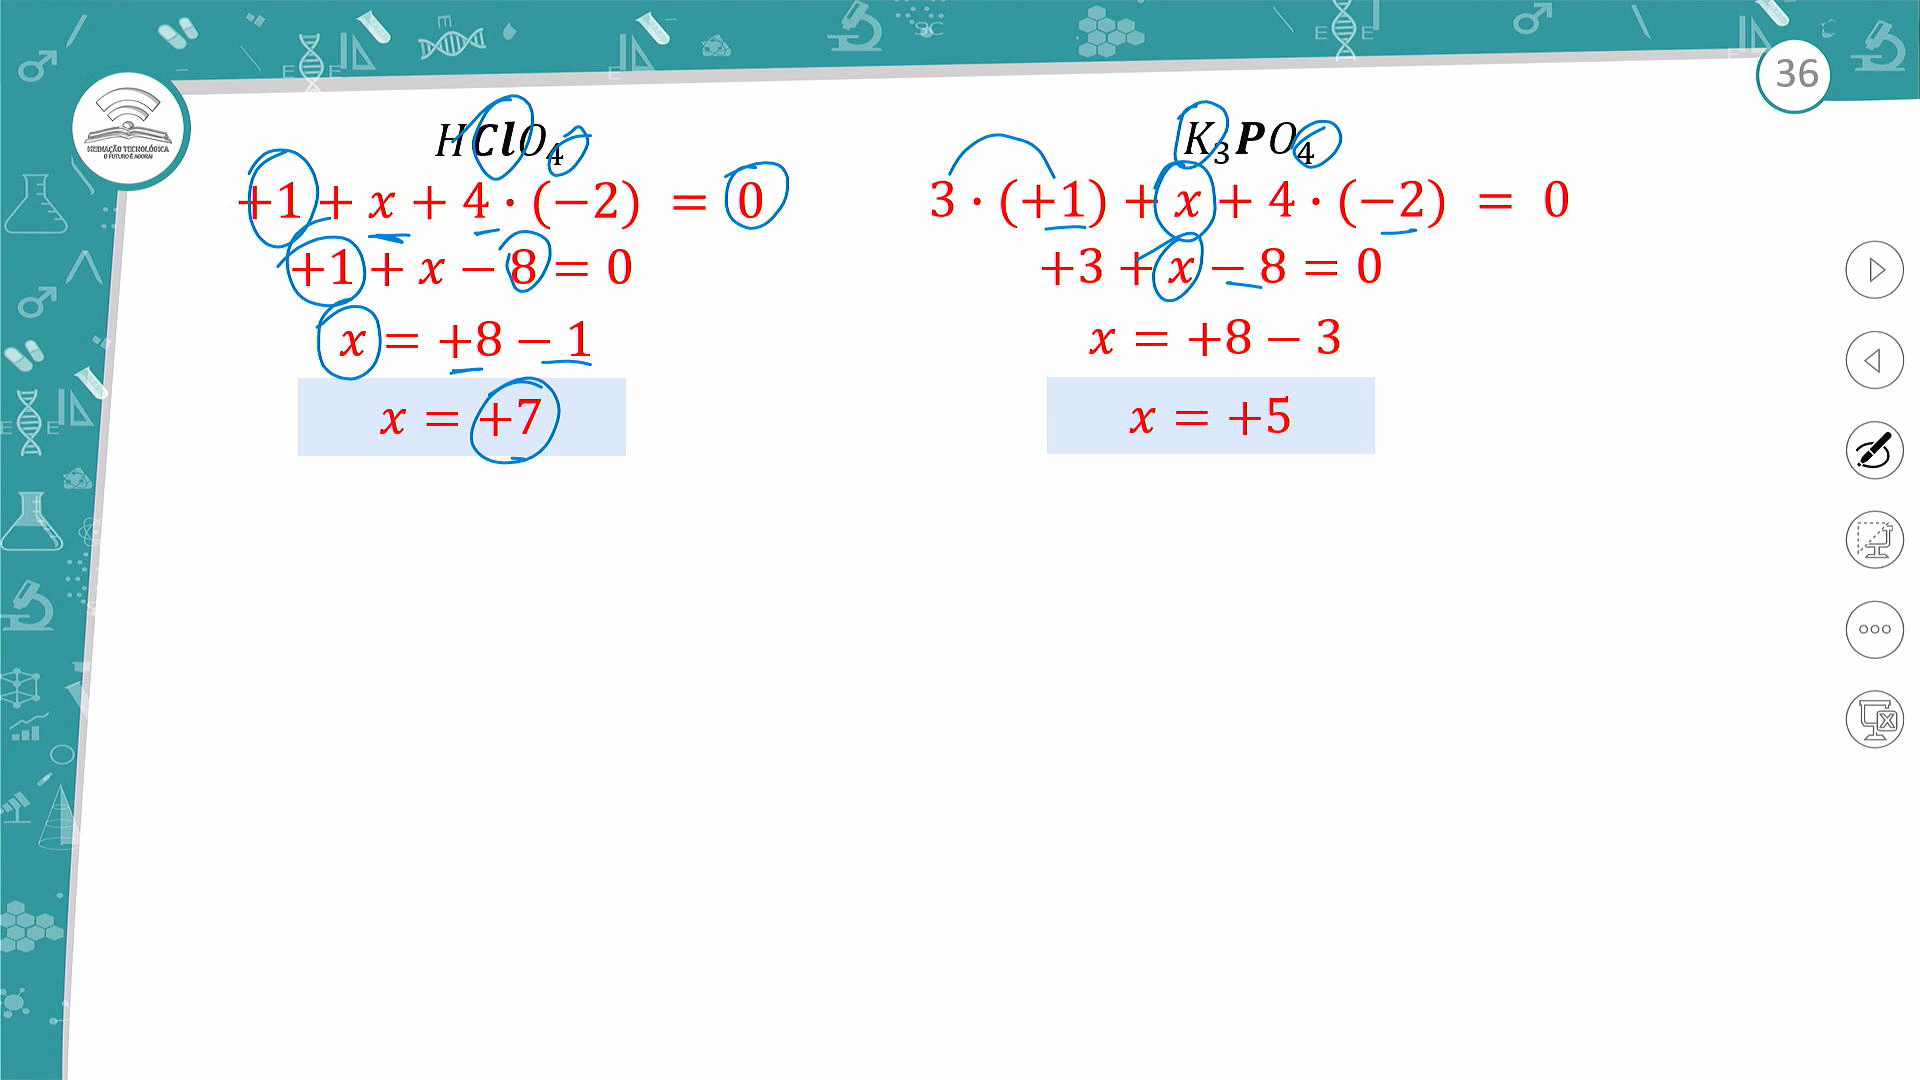 36
MEDIAÇÃO TECNOLÓGICA
O FUTURO É AGORA!
HClO₄
+1 + x + 4 · (−2) = 0
+1 + x − 8 = 0
x = +8 − 1
x = +7
K₃PO₄
3 · (+1) + x + 4 · (−2) = 0
+3 + x − 8 = 0
x = +8 − 3
x = +5